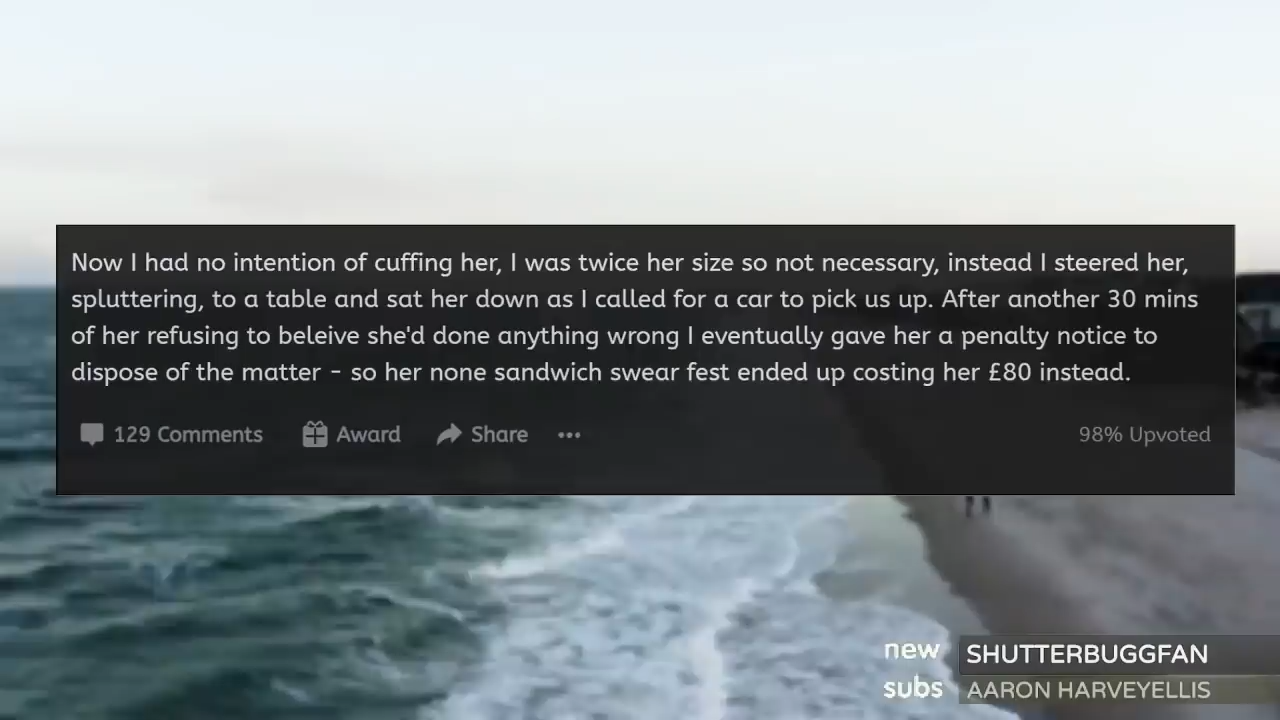 Now I had no intention of cuffing her, I was twice her size so not necessary, instead I steered her,
spluttering, to a table and sat her down as I called for a car to pick us up. After another 30 mins
of her refusing to beleive she'd done anything wrong I eventually gave her a penalty notice to
dispose of the matter - so her none sandwich swear fest ended up costing her £80 instead.
129 Comments Award Share ••• 98% Upvoted
new SHUTTERBUGGFAN
subs AARON HARVEYELLIS